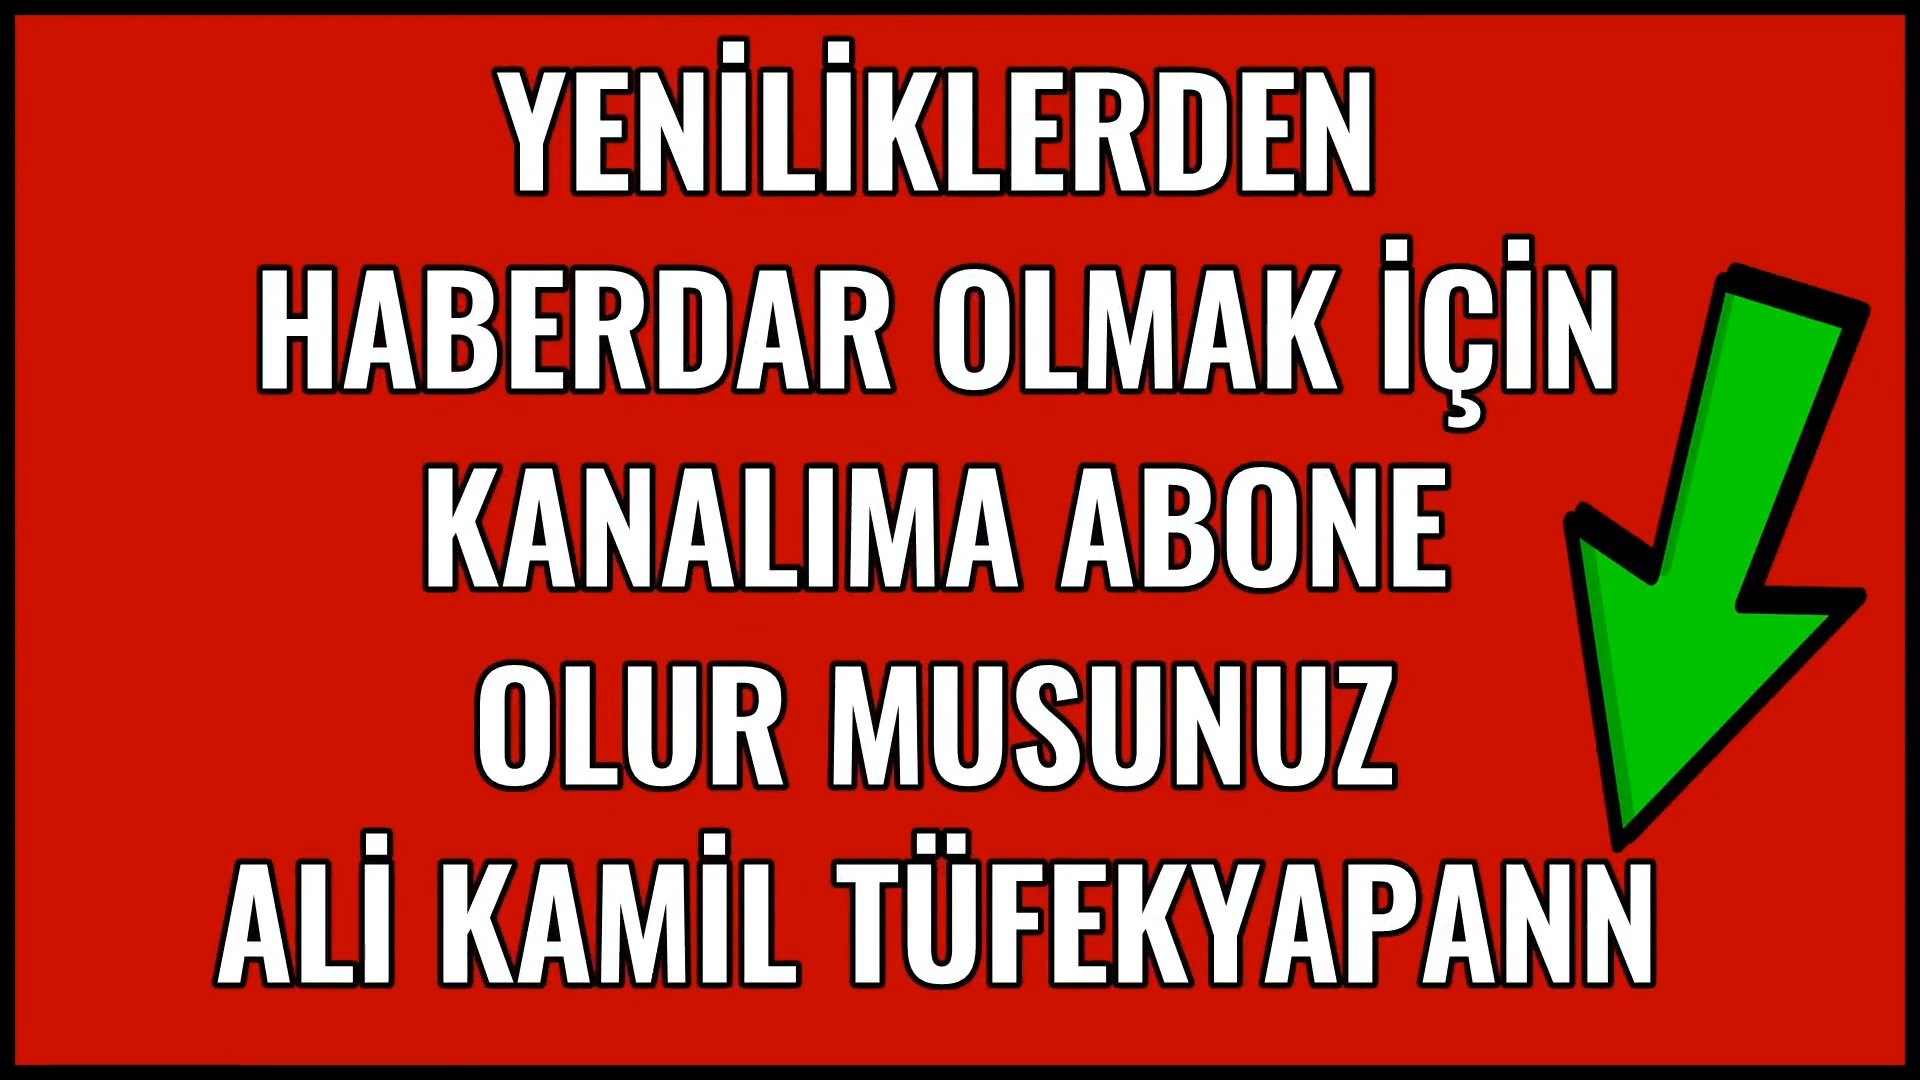 YENİLİKLERDEN
HABERDAR OLMAK İÇİN
KANALIMA ABONE
OLUR MUSUNUZ
ALİ KAMİL TÜFEKYAPANN